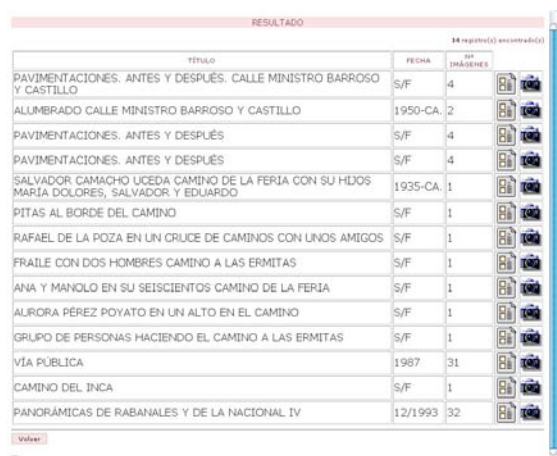 RESULTADO
14 registro(s) encontrado(s)
TÍTULO FECHA Nº
IMÁGENES
PAVIMENTACIONES. ANTES Y DESPUÉS. CALLE MINISTRO BARROSO
Y CASTILLO S/F 4
ALUMBRADO CALLE MINISTRO BARROSO Y CASTILLO 1950-CA. 2
PAVIMENTACIONES. ANTES Y DESPUÉS S/F 4
PAVIMENTACIONES. ANTES Y DESPUÉS S/F 4
SALVADOR CAMACHO UCEDA CAMINO DE LA FERIA CON SU HIJOS
MARÍA DOLORES, SALVADOR Y EDUARDO 1935-CA. 1
PITAS AL BORDE DEL CAMINO S/F 1
RAFAEL DE LA POZA EN UN CRUCE DE CAMINOS CON UNOS AMIGOS S/F 1
FRAILE CON DOS HOMBRES CAMINO A LAS ERMITAS S/F 1
ANA Y MANOLO EN SU SEISCIENTOS CAMINO DE LA FERIA S/F 1
AURORA PÉREZ POYATO EN UN ALTO EN EL CAMINO S/F 1
GRUPO DE PERSONAS HACIENDO EL CAMINO A LAS ERMITAS S/F 1
VÍA PÚBLICA 1987 31
CAMINO DEL INCA S/F 1
PANORÁMICAS DE RABANALES Y DE LA NACIONAL IV 12/1993 32
Volver